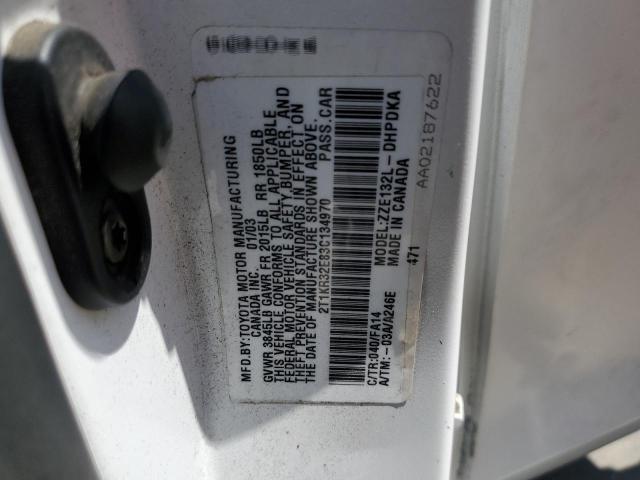 MFD.BY:TOYOTA MOTOR MANUFACTURING
CANADA INC. 01/03
GVWR 3845LB GAWR FR 2015LB RR 1850LB
THIS VEHICLE CONFORMS TO ALL APPLICABLE
FEDERAL MOTOR VEHICLE SAFETY, BUMPER, AND
THEFT PREVENTION STANDARDS IN EFFECT ON
THE DATE OF MANUFACTURE SHOWN ABOVE.
2T1KR32E83C134970 PASS.CAR
C/TR:040/FA14 MODEL:ZZE132L-DHPDKA
A/TM:-03A/A246E MADE IN CANADA
471
AA02187622